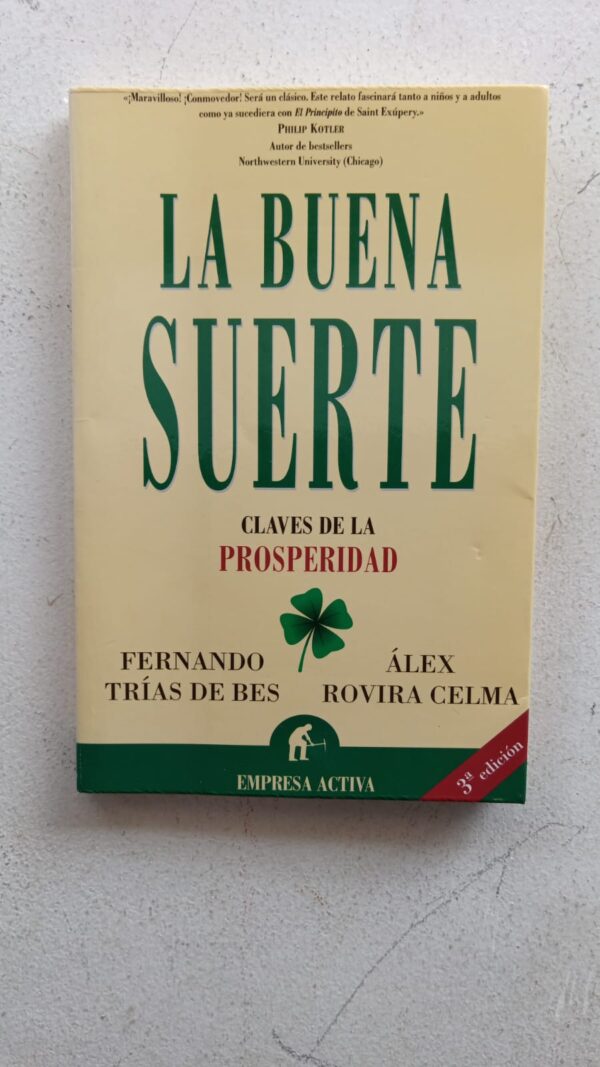 «¡Maravilloso! ¡Conmovedor! Será un clásico. Este relato fascinará tanto a niños y a adultos
como ya sucediera con El Principito de Saint Exúpery.»
Philip Kotler
Autor de bestsellers
Northwestern University (Chicago)
LA BUENA
SUERTE
CLAVES DE LA
PROSPERIDAD
FERNANDO
TRÍAS DE BES
ÁLEX
ROVIRA CELMA
3ª edición
EMPRESA ACTIVA